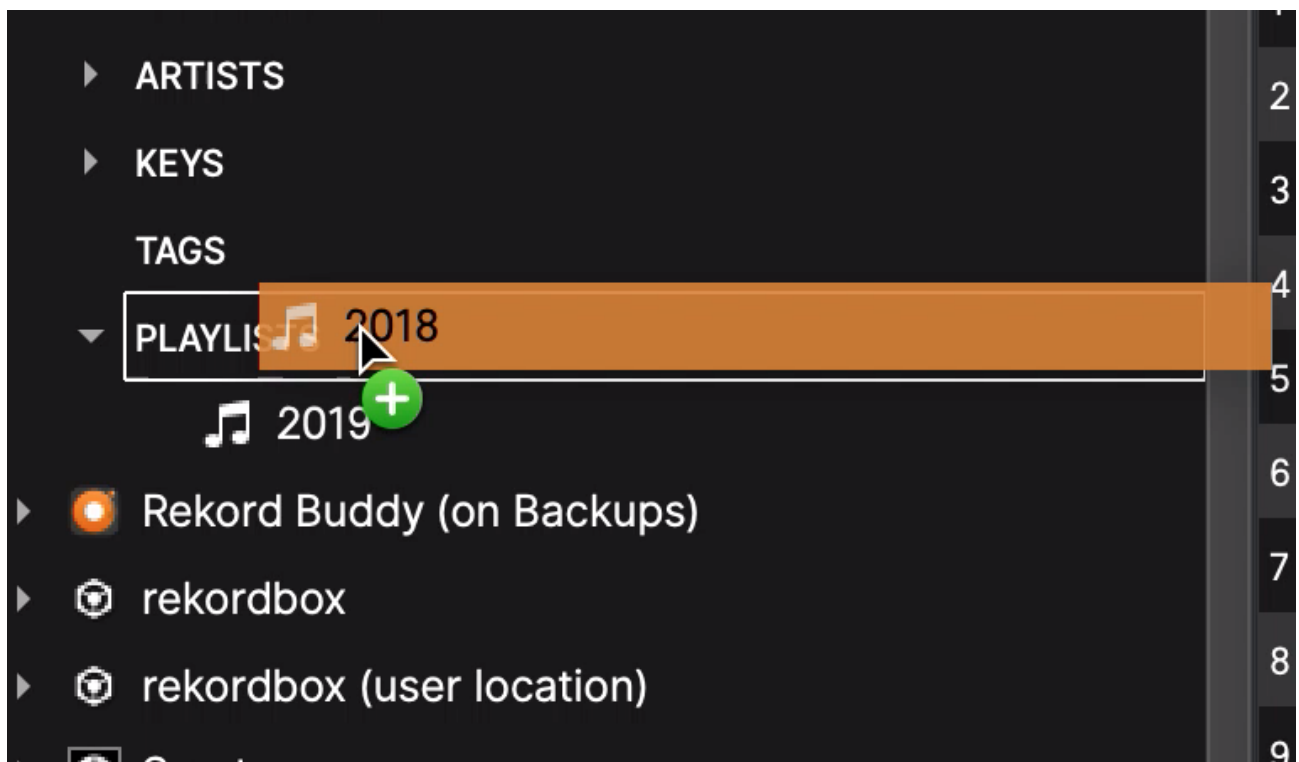 ARTISTS
2
KEYS
3
TAGS
4
PLAYLISTS 2018
5
2019
6
Rekord Buddy (on Backups)
7
rekordbox
8
rekordbox (user location)
9